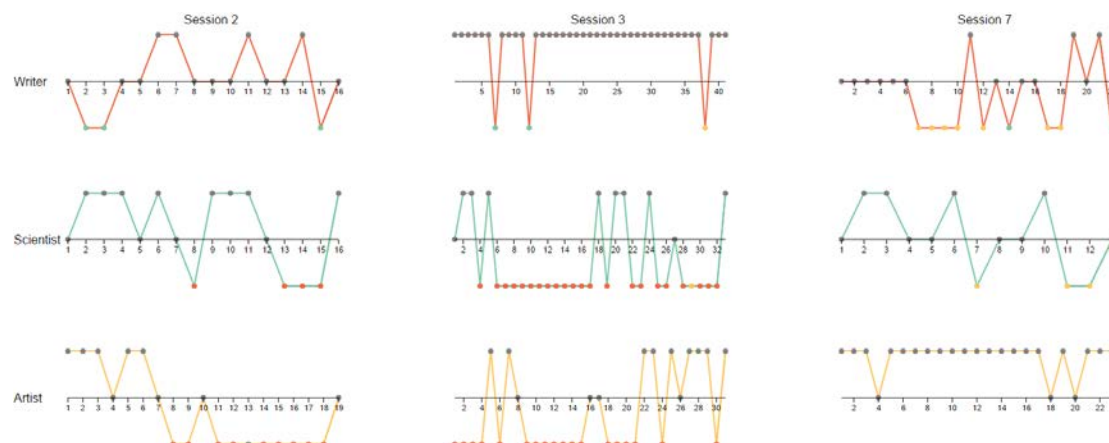 Session 2 Session 3 Session 7
Writer
1 2 3 4 5 6 7 8 9 10 11 12 13 14 15 16
5 10 15 20 25 30 35 40
2 4 6 8 10 12 14 16 18 20
Scientist
1 2 3 4 5 6 7 8 9 10 11 12 13 14 15 16
2 4 6 8 10 12 14 16 18 20 22 24 26 28 30 32
1 2 3 4 5 6 7 8 9 10 11 12
Artist
1 2 3 4 5 6 7 8 9 10 11 12 13 14 15 16 17 18 19
2 4 6 8 10 12 14 16 18 20 22 24 26 28 30
2 4 6 8 10 12 14 16 18 20 22